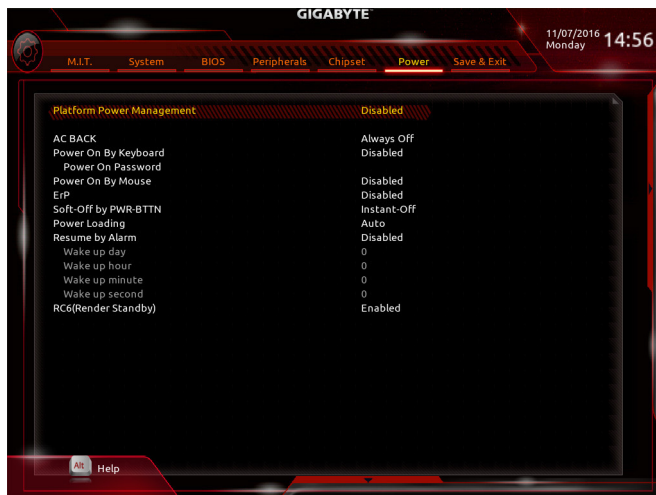 GIGABYTE™
11/07/2016 14:56
Monday
M.I.T. System BIOS Peripherals Chipset Power Save & Exit
Platform Power Management Disabled
AC BACK Always Off
Power On By Keyboard Disabled
Power On Password
Power On By Mouse Disabled
ErP Disabled
Soft-Off by PWR-BTTN Instant-Off
Power Loading Auto
Resume by Alarm Disabled
Wake up day 0
Wake up hour 0
Wake up minute 0
Wake up second 0
RC6(Render Standby) Enabled
Alt Help